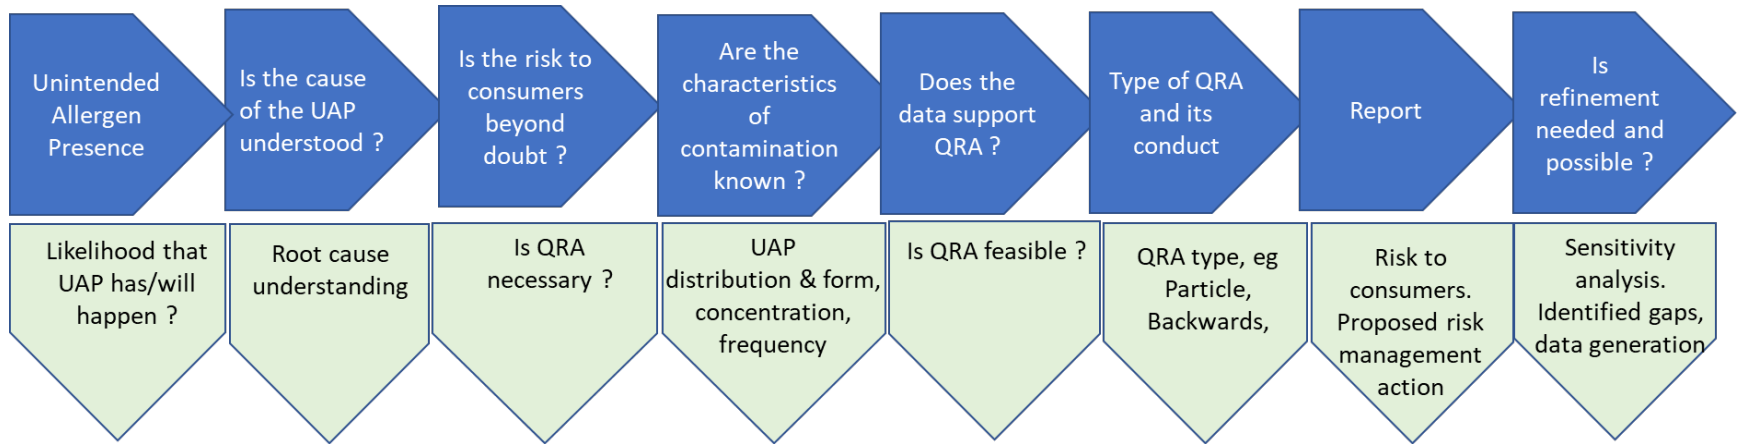 Unintended
Allergen
Presence
Is the cause
of the UAP
understood ?
Is the risk to
consumers
beyond
doubt ?
Are the
characteristics
of
contamination
known ?
Does the
data support
QRA ?
Type of QRA
and its
conduct
Report
Is
refinement
needed and
possible ?
Likelihood that
UAP has/will
happen ?
Root cause
understanding
Is QRA
necessary ?
UAP
distribution & form,
concentration,
frequency
Is QRA feasible ?
QRA type, eg
Particle,
Backwards,
Risk to
consumers.
Proposed risk
management
action
Sensitivity
analysis.
Identified gaps,
data generation